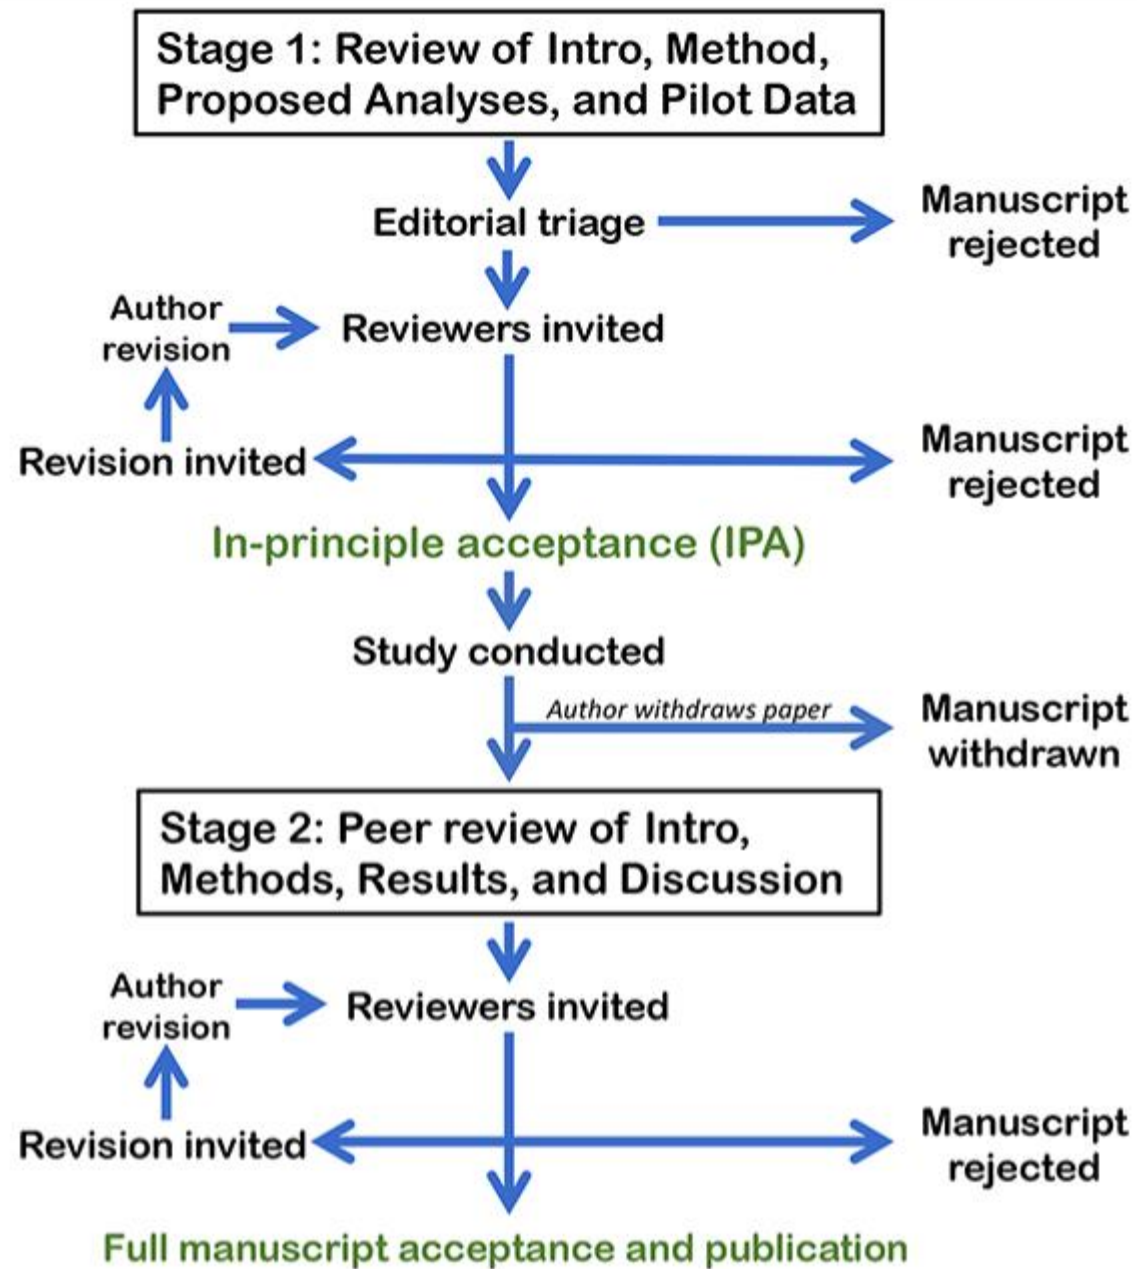 Stage 1: Review of Intro, Method,
Proposed Analyses, and Pilot Data
Editorial triage
Manuscript
rejected
Author
revision
Reviewers invited
Revision invited
Manuscript
rejected
In-principle acceptance (IPA)
Study conducted
Author withdraws paper
Manuscript
withdrawn
Stage 2: Peer review of Intro,
Methods, Results, and Discussion
Author
revision
Reviewers invited
Revision invited
Manuscript
rejected
Full manuscript acceptance and publication